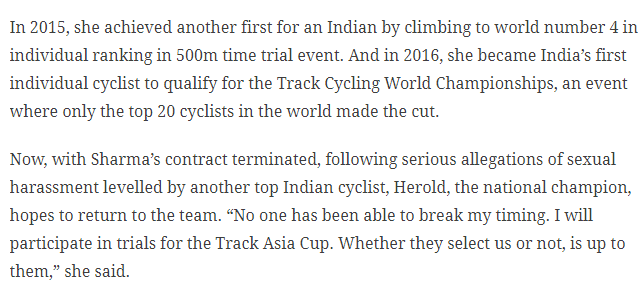 In 2015, she achieved another first for an Indian by climbing to world number 4 in
individual ranking in 500m time trial event. And in 2016, she became India’s first
individual cyclist to qualify for the Track Cycling World Championships, an event
where only the top 20 cyclists in the world made the cut.
Now, with Sharma’s contract terminated, following serious allegations of sexual
harassment levelled by another top Indian cyclist, Herold, the national champion,
hopes to return to the team. “No one has been able to break my timing. I will
participate in trials for the Track Asia Cup. Whether they select us or not, is up to
them,” she said.